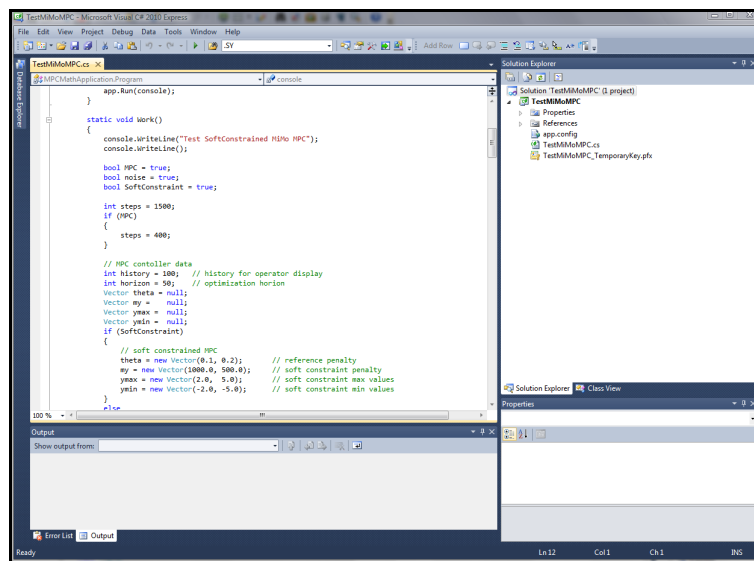 TestMiMoMPC - Microsoft Visual C# 2010 Express
File Edit View Project Debug Data Tools Window Help
.SY
Add Row
Database Explorer
TestMiMoMPC.cs
MPCMathApplication.Program
console
app.Run(console);
}
static void Work()
{
console.WriteLine("Test SoftConstrained MiMo MPC");
console.WriteLine();
bool MPC = true;
bool noise = true;
bool SoftConstraint = true;
int steps = 1500;
if (MPC)
{
steps = 400;
}
// MPC contoller data
int history = 100; // history for operator display
int horizon = 50; // optimization horion
Vector theta = null;
Vector my = null;
Vector ymax = null;
Vector ymin = null;
if (SoftConstraint)
{
// soft constrained MPC
theta = new Vector(0.1, 0.2); // reference penalty
my = new Vector(1000.0, 500.0); // soft constraint penalty
ymax = new Vector(2.0, 5.0); // soft constraint max values
ymin = new Vector(-2.0, -5.0); // soft constraint min values
}
else
100 %
Output
Show output from:
Error List
Output
Solution Explorer
Solution 'TestMiMoMPC' (1 project)
TestMiMoMPC
Properties
References
app.config
TestMiMoMPC.cs
TestMiMoMPC_TemporaryKey.pfx
Solution Explorer
Class View
Properties
Ready
Ln 12
Col 1
Ch 1
INS